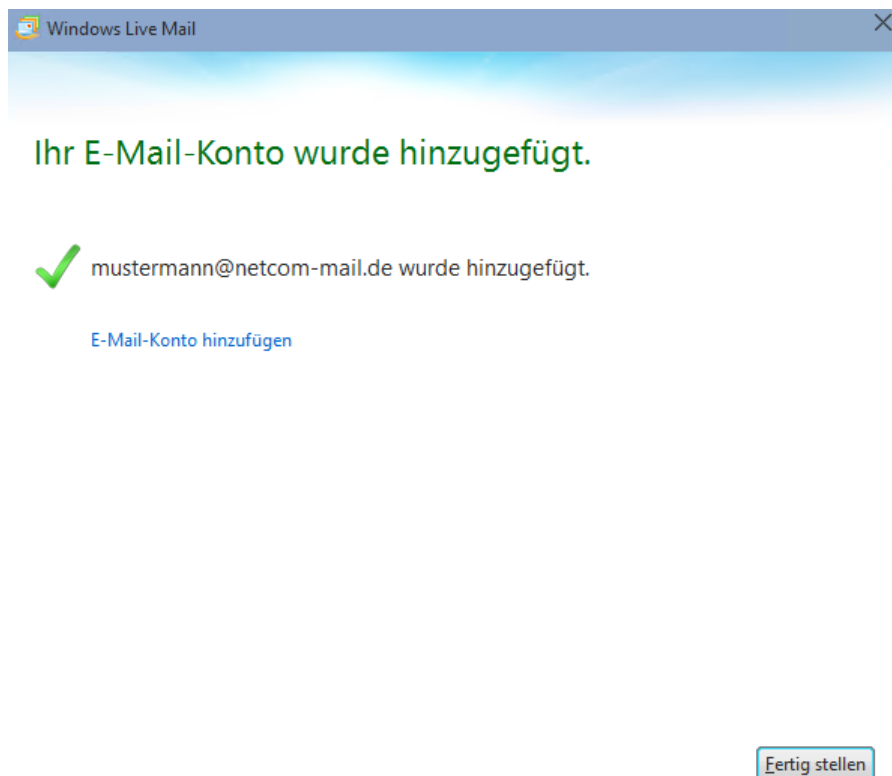 Windows Live Mail
Ihr E-Mail-Konto wurde hinzugefügt.
mustermann@netcom-mail.de wurde hinzugefügt.
E-Mail-Konto hinzufügen
Fertig stellen